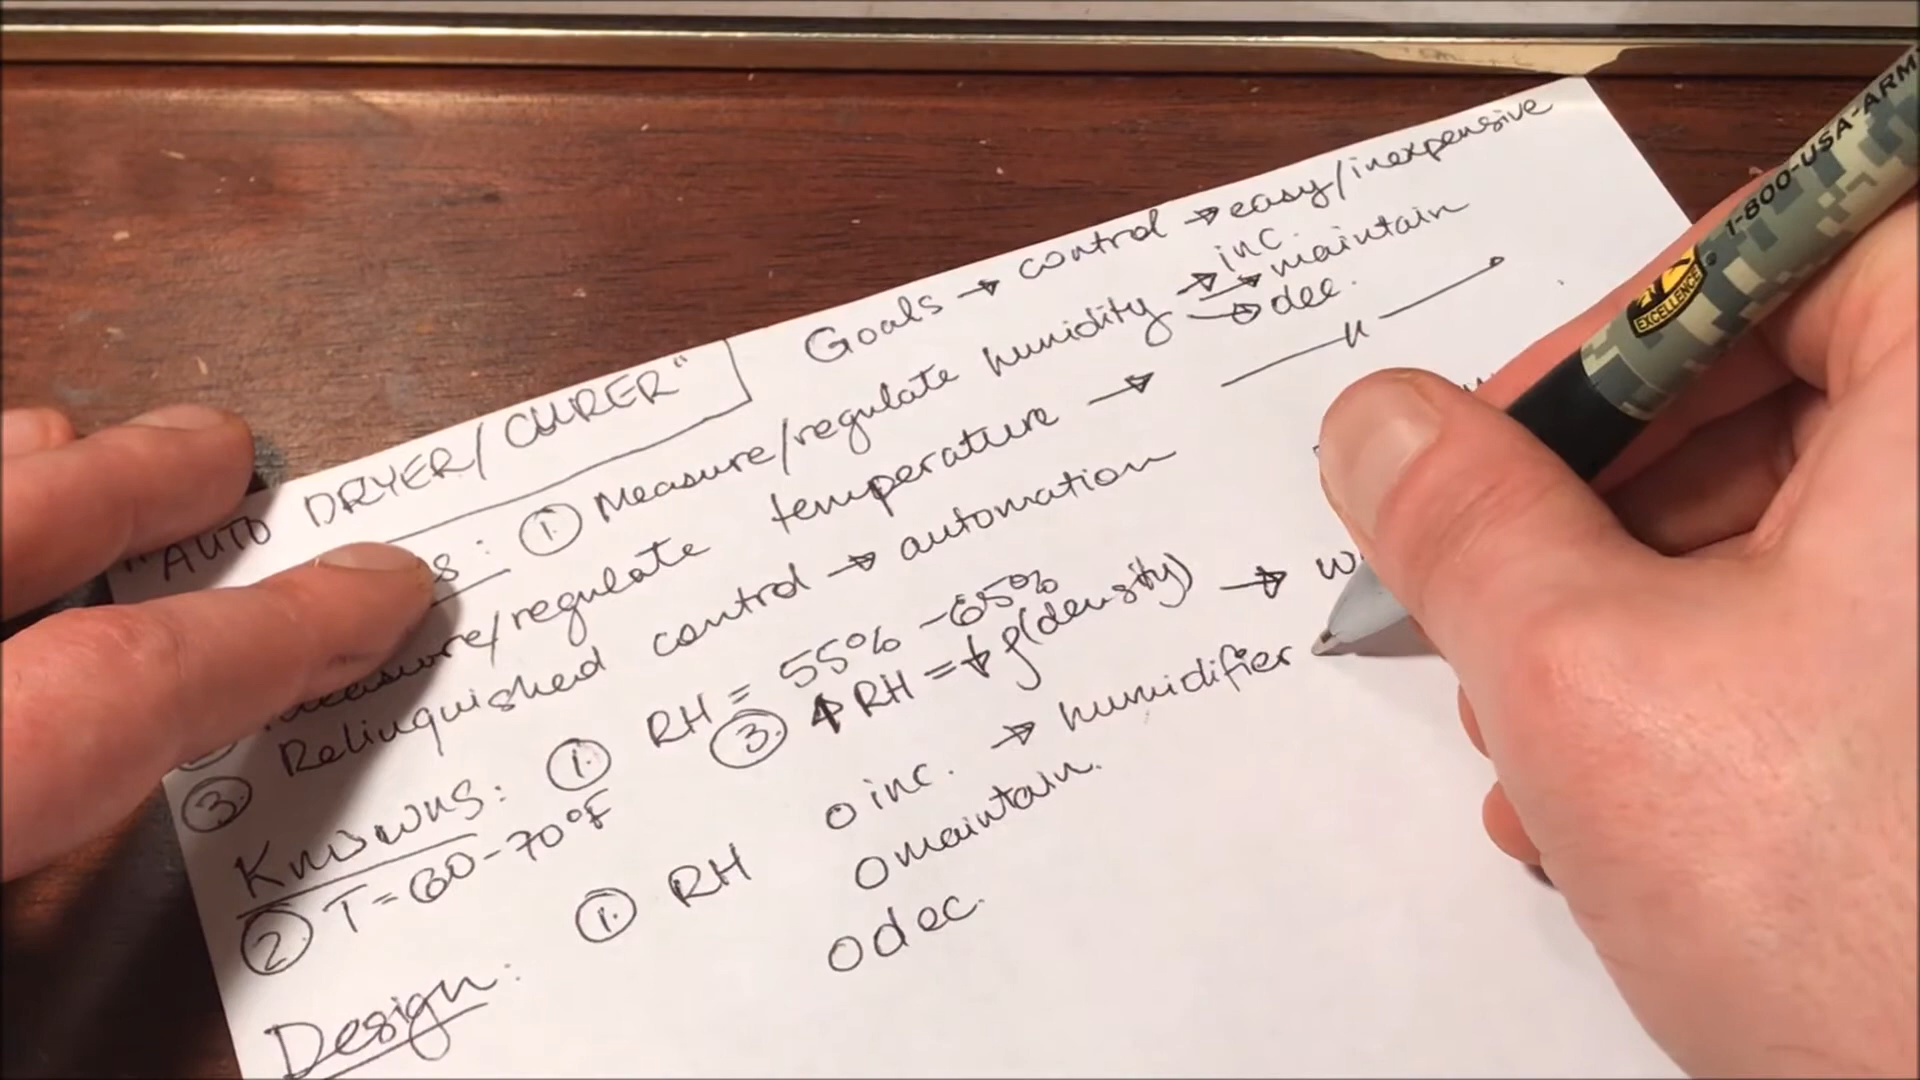 "AUTO DRYER/CURER"
Goals → control → easy/inexpensive
s: ① Measure/regulate humidity → inc.
→ maintain
→ dec.
measure/regulate temperature → — " —
③ Relinquished control → automation
Knowns: ① RH = 55% - 65%
② T = 60-70°F
③ ↑ RH = ↓ ρ(density) → w
Design: ① RH
o inc. → humidifier
o maintain.
o dec.
1-800-USA-ARMY
EXCELLENCE